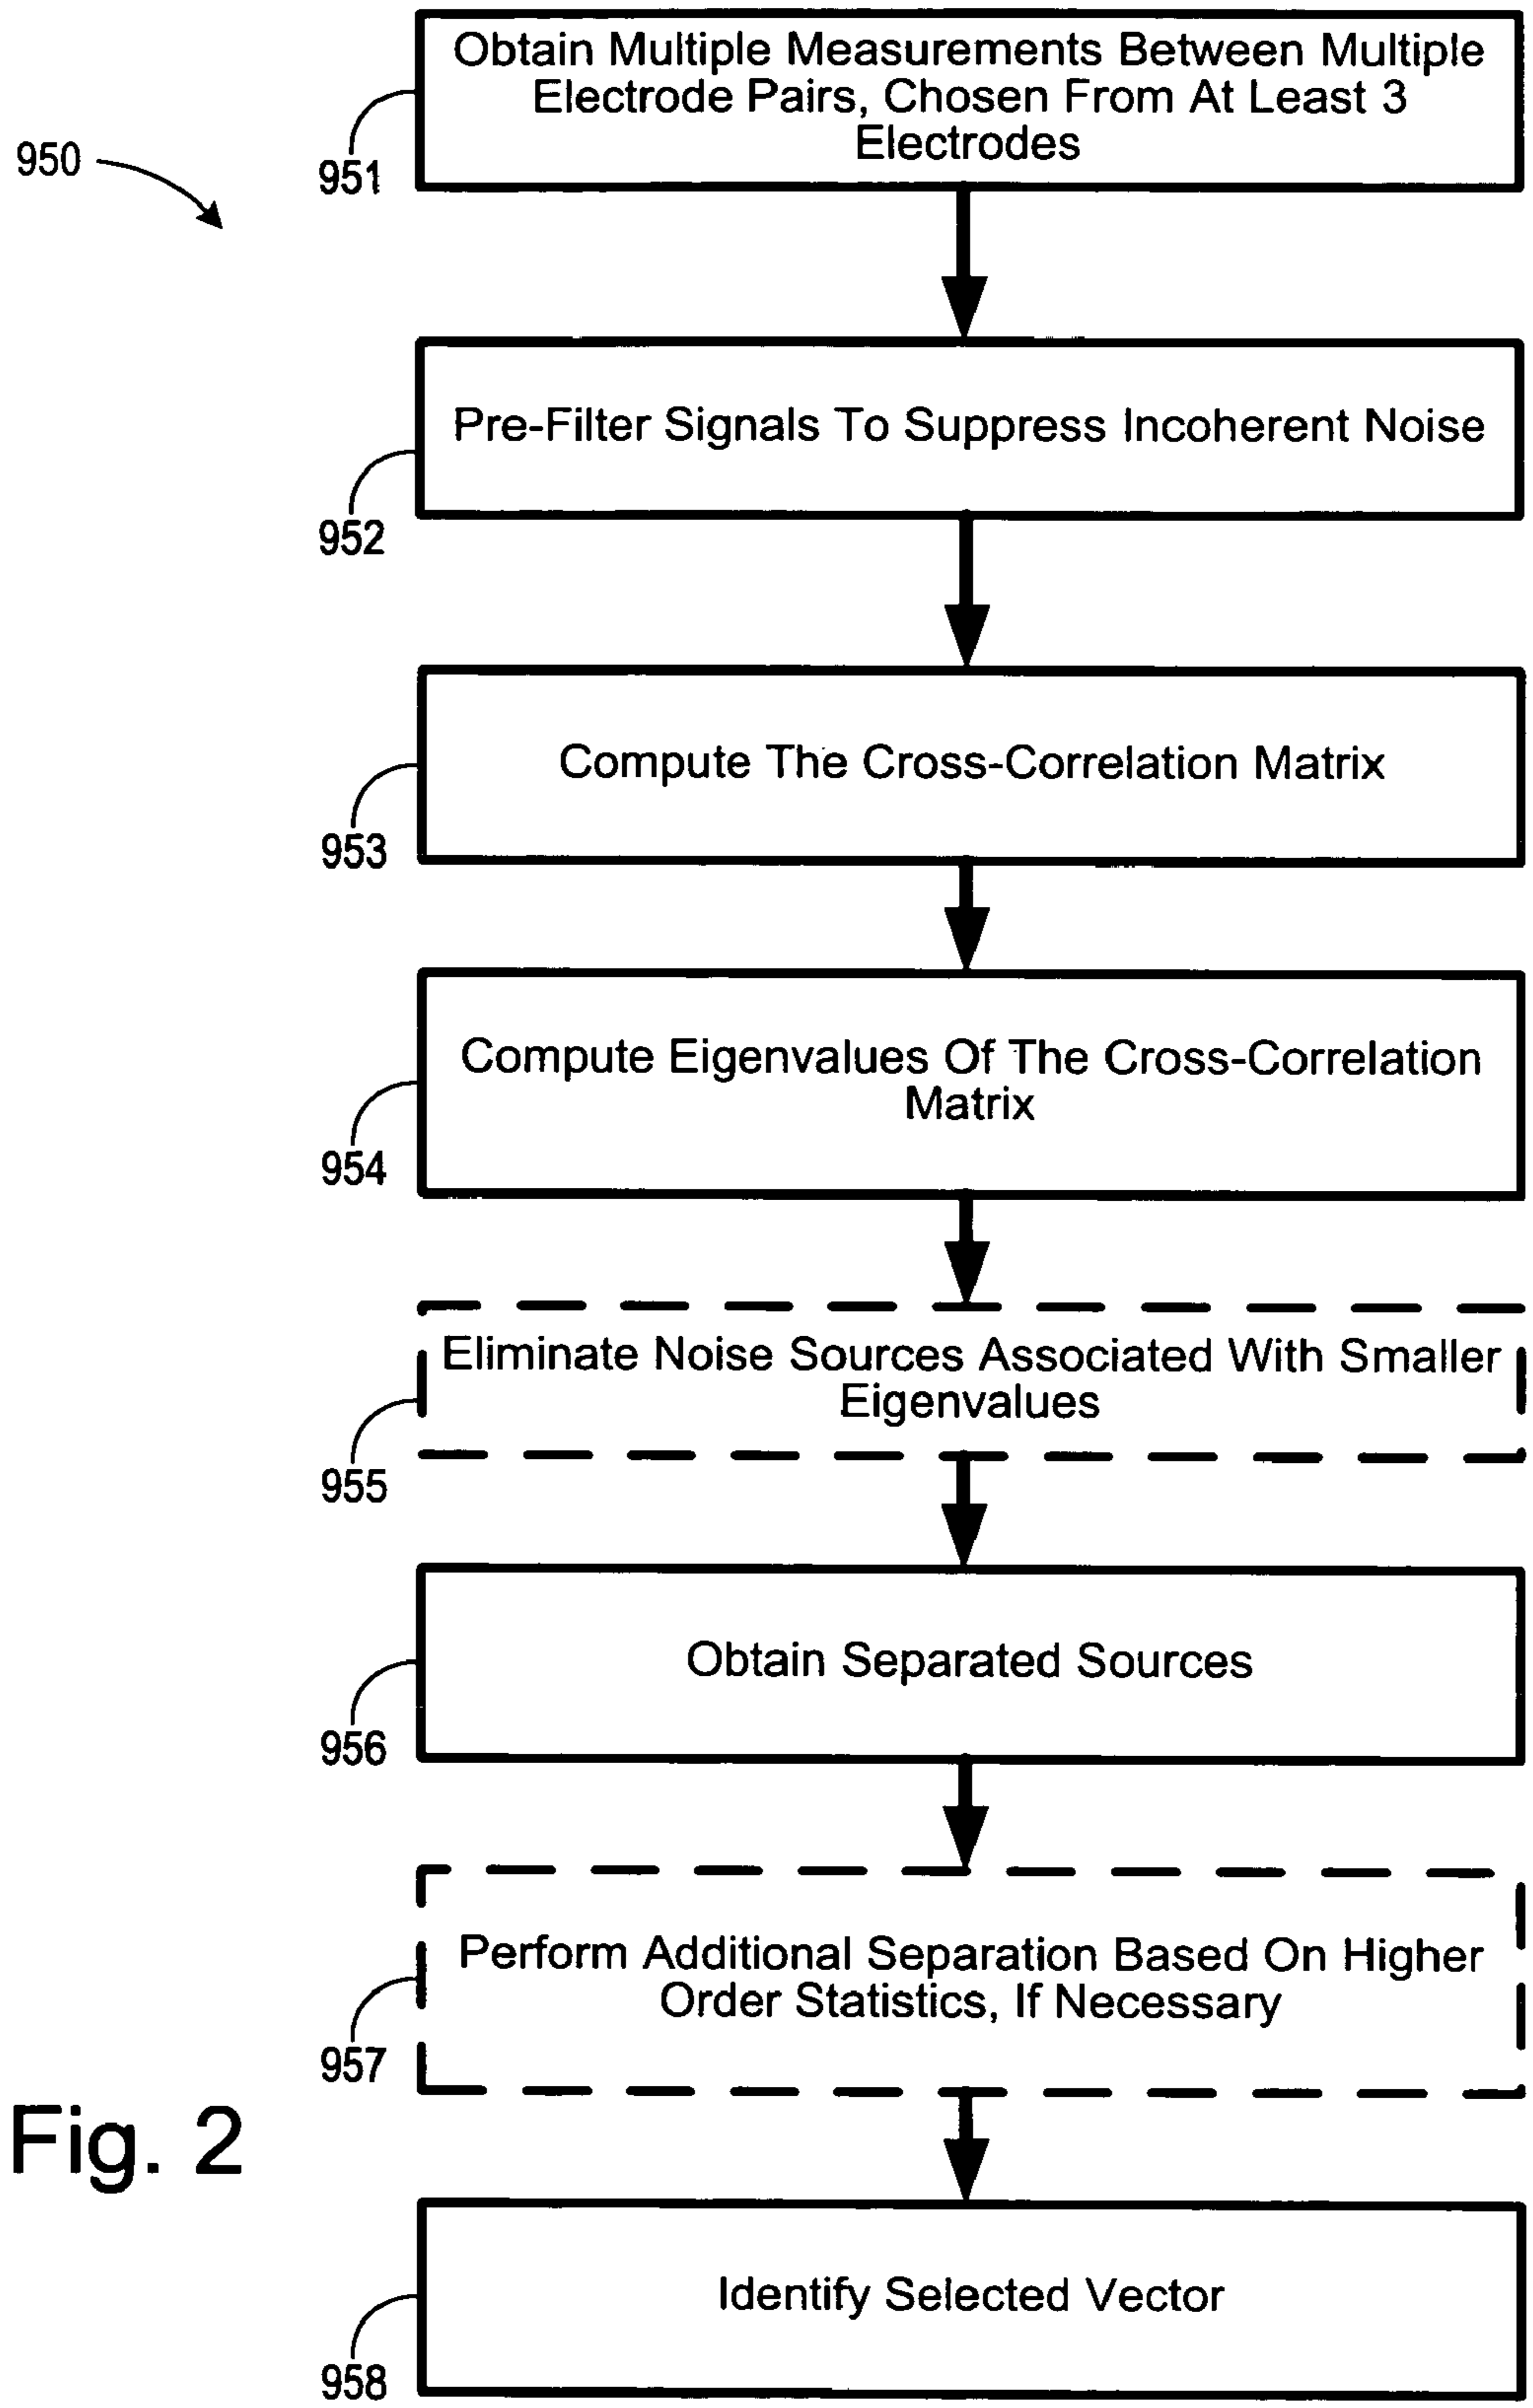 Obtain Multiple Measurements Between Multiple
Electrode Pairs, Chosen From At Least 3
Electrodes
950
951
Pre-Filter Signals To Suppress Incoherent Noise
952
Compute The Cross-Correlation Matrix
953
Compute Eigenvalues Of The Cross-Correlation
Matrix
954
Eliminate Noise Sources Associated With Smaller
Eigenvalues
955
Obtain Separated Sources
956
Perform Additional Separation Based On Higher
Order Statistics, If Necessary
957
Fig. 2
Identify Selected Vector
958